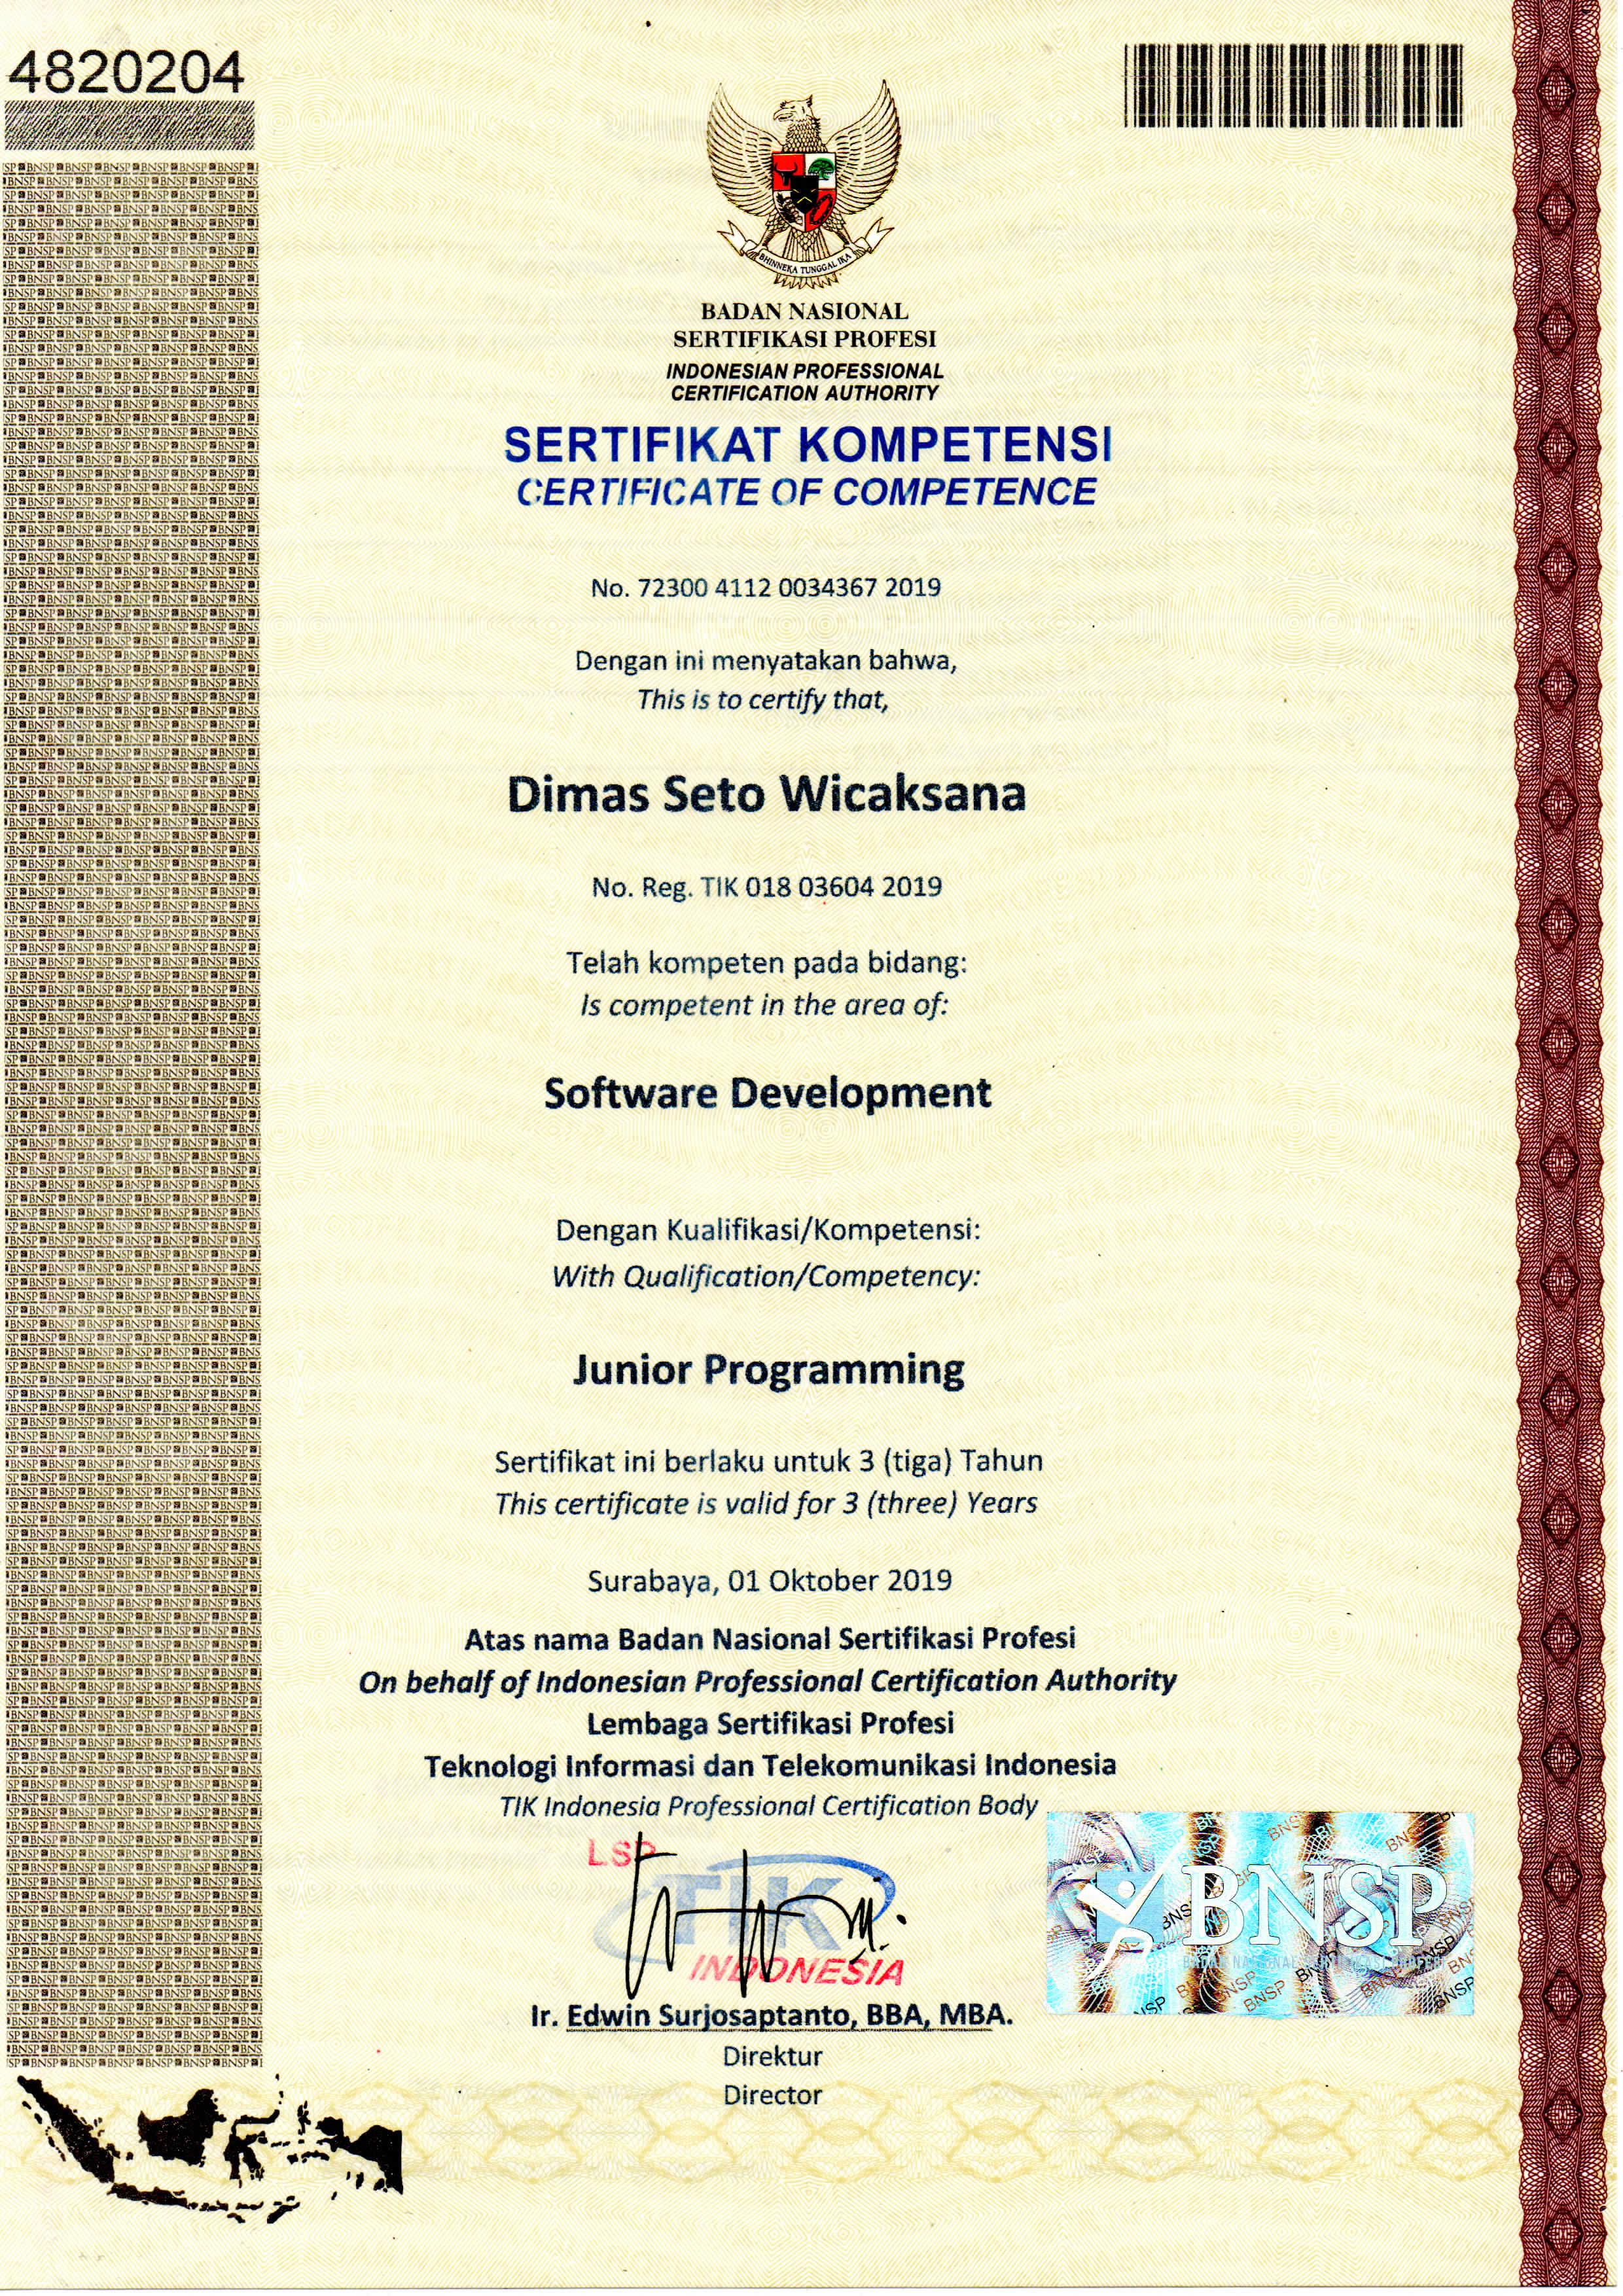 4820204
BHINNEKA TUNGGAL IKA
BADAN NASIONAL
SERTIFIKASI PROFESI
INDONESIAN PROFESSIONAL
CERTIFICATION AUTHORITY
SERTIFIKAT KOMPETENSI
CERTIFICATE OF COMPETENCE
No. 72300 4112 0034367 2019
Dengan ini menyatakan bahwa,
This is to certify that,
Dimas Seto Wicaksana
No. Reg. TIK 018 03604 2019
Telah kompeten pada bidang:
Is competent in the area of:
Software Development
Dengan Kualifikasi/Kompetensi:
With Qualification/Competency:
Junior Programming
Sertifikat ini berlaku untuk 3 (tiga) Tahun
This certificate is valid for 3 (three) Years
Surabaya, 01 Oktober 2019
Atas nama Badan Nasional Sertifikasi Profesi
On behalf of Indonesian Professional Certification Authority
Lembaga Sertifikasi Profesi
Teknologi Informasi dan Telekomunikasi Indonesia
TIK Indonesia Professional Certification Body
LSP
TIK
INDONESIA
BNSP
Ir. Edwin Surjosaptanto, BBA, MBA.
Direktur
Director